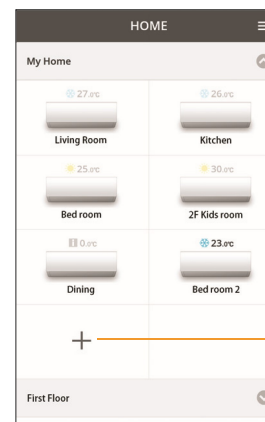 HOME
My Home
27.0°C
26.0°C
Living Room
Kitchen
25.0°C
30.0°C
Bed room
2F Kids room
0.0°C
23.0°C
Dining
Bed room 2
First Floor